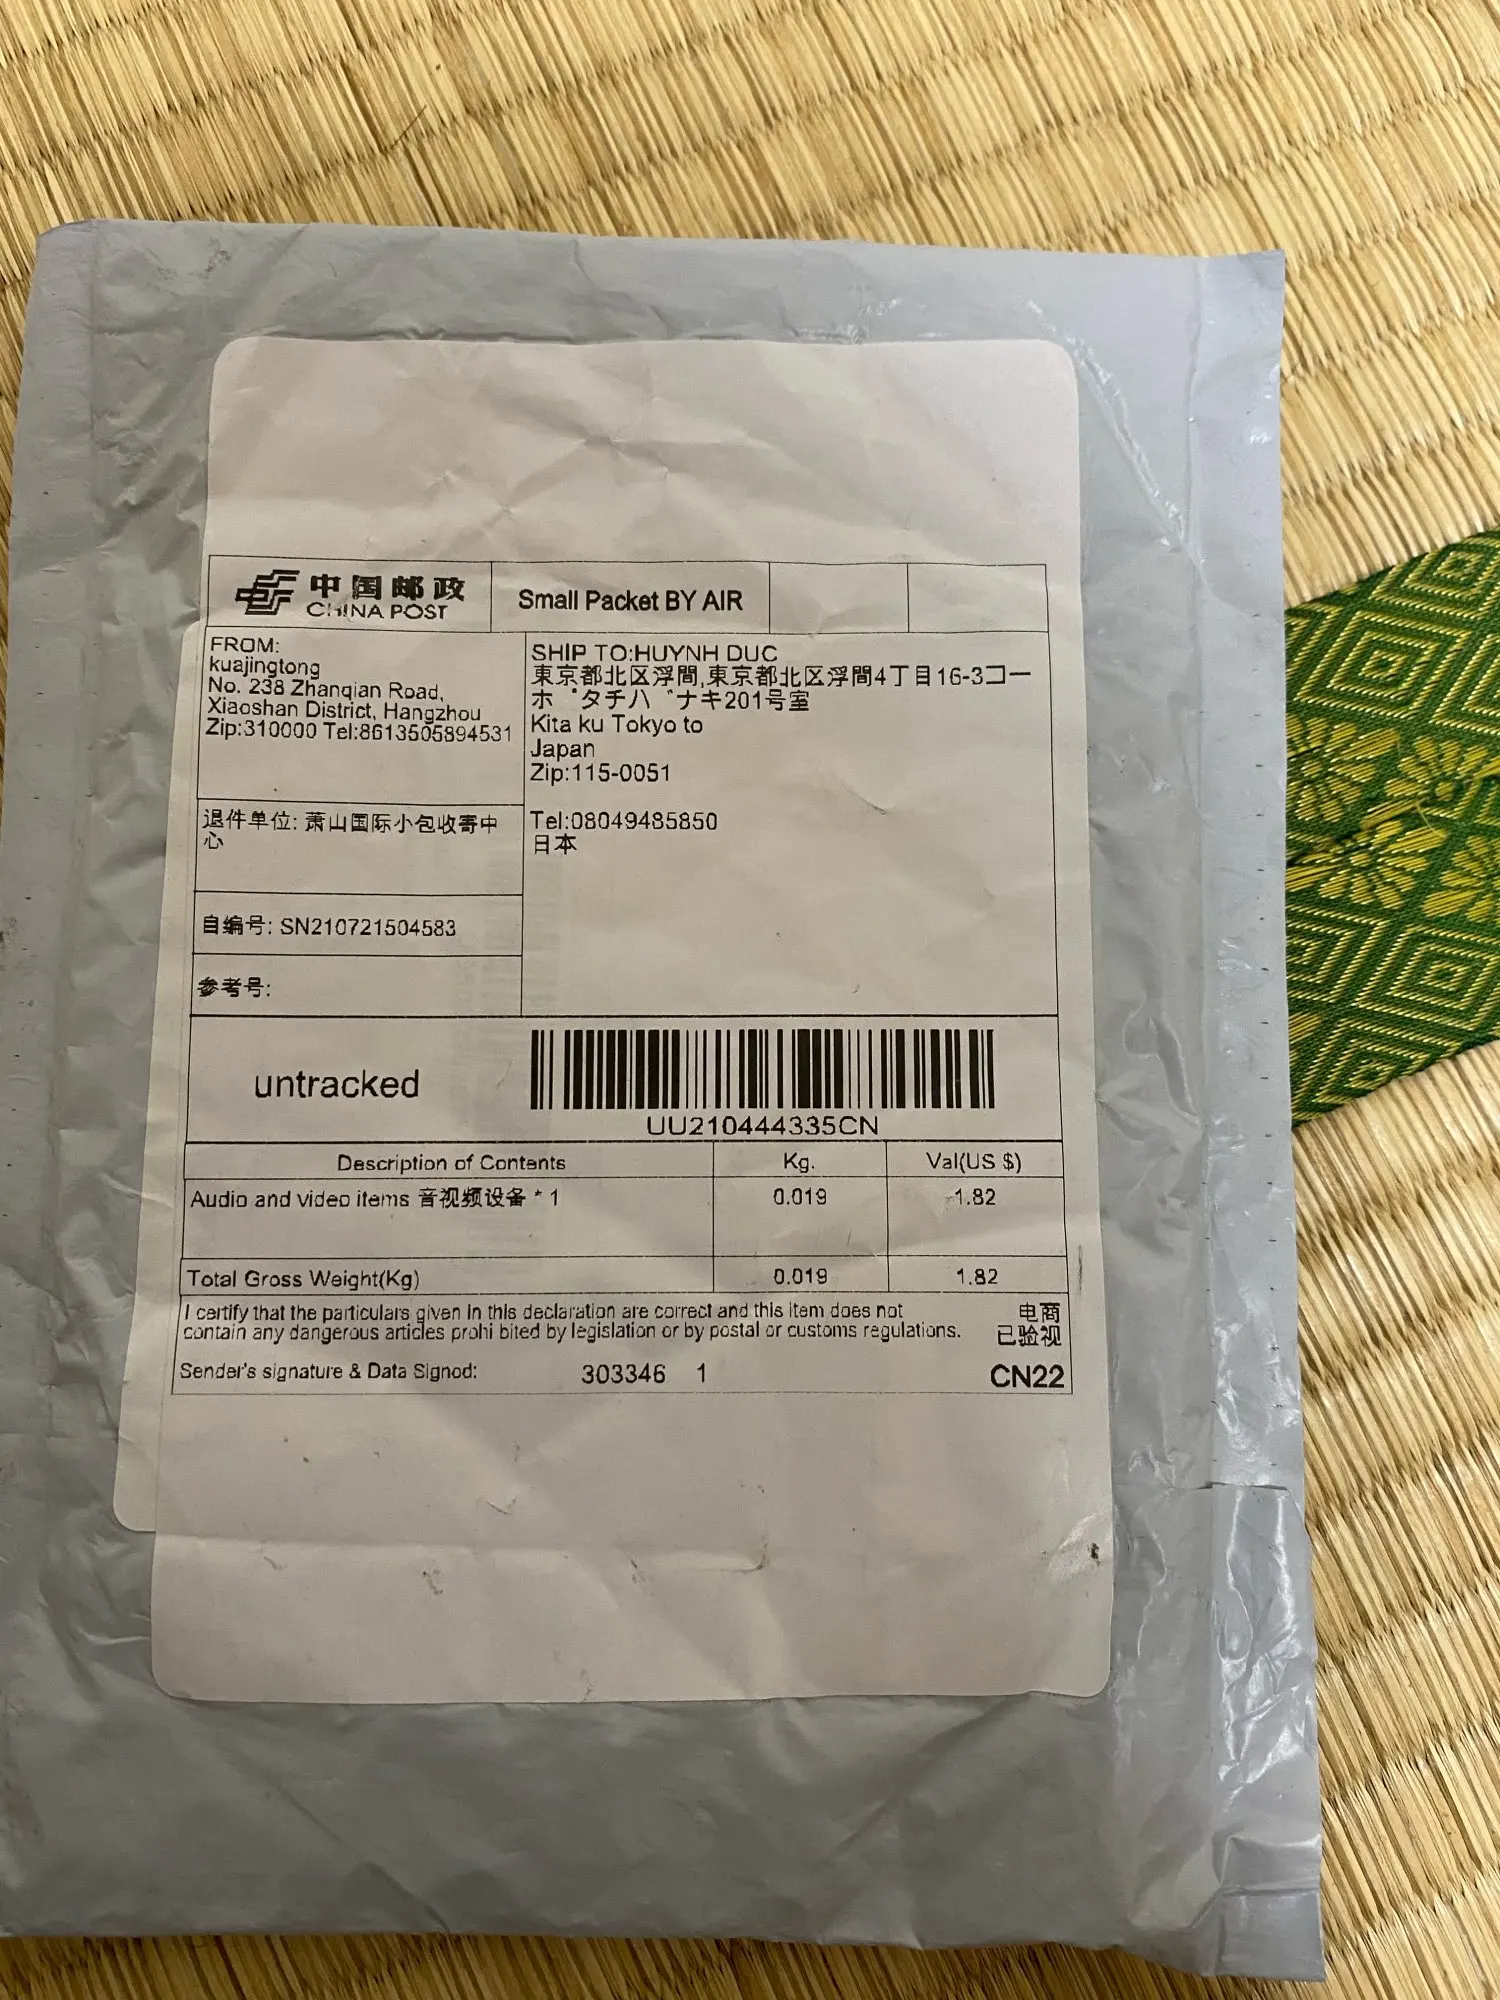 中国邮政
CHINA POST
Small Packet BY AIR
FROM:
kuajingtong
No. 238 Zhanqian Road,
Xiaoshan District, Hangzhou
Zip:310000 Tel:8613505894531
SHIP TO:HUYNH DUC
東京都北区浮間,東京都北区浮間4丁目16-3コー
ホ゜タチハ゛ナキ201号室
Kita ku Tokyo to
Japan
Zip:115-0051
Tel:08049485850
日本
退件单位: 萧山国际小包收寄中
心
自编号: SN210721504583
参考号:
untracked
UU210444335CN
Description of Contents Kg. Val(US $)
Audio and video items 音视频设备 * 1 0.019 1.82
Total Gross Weight(Kg) 0.019 1.82
I certify that the particulars given in this declaration are correct and this item does not
contain any dangerous articles prohi bited by legislation or by postal or customs regulations.
电商
已验视
Sender's signature & Data Signed: 303346 1 CN22